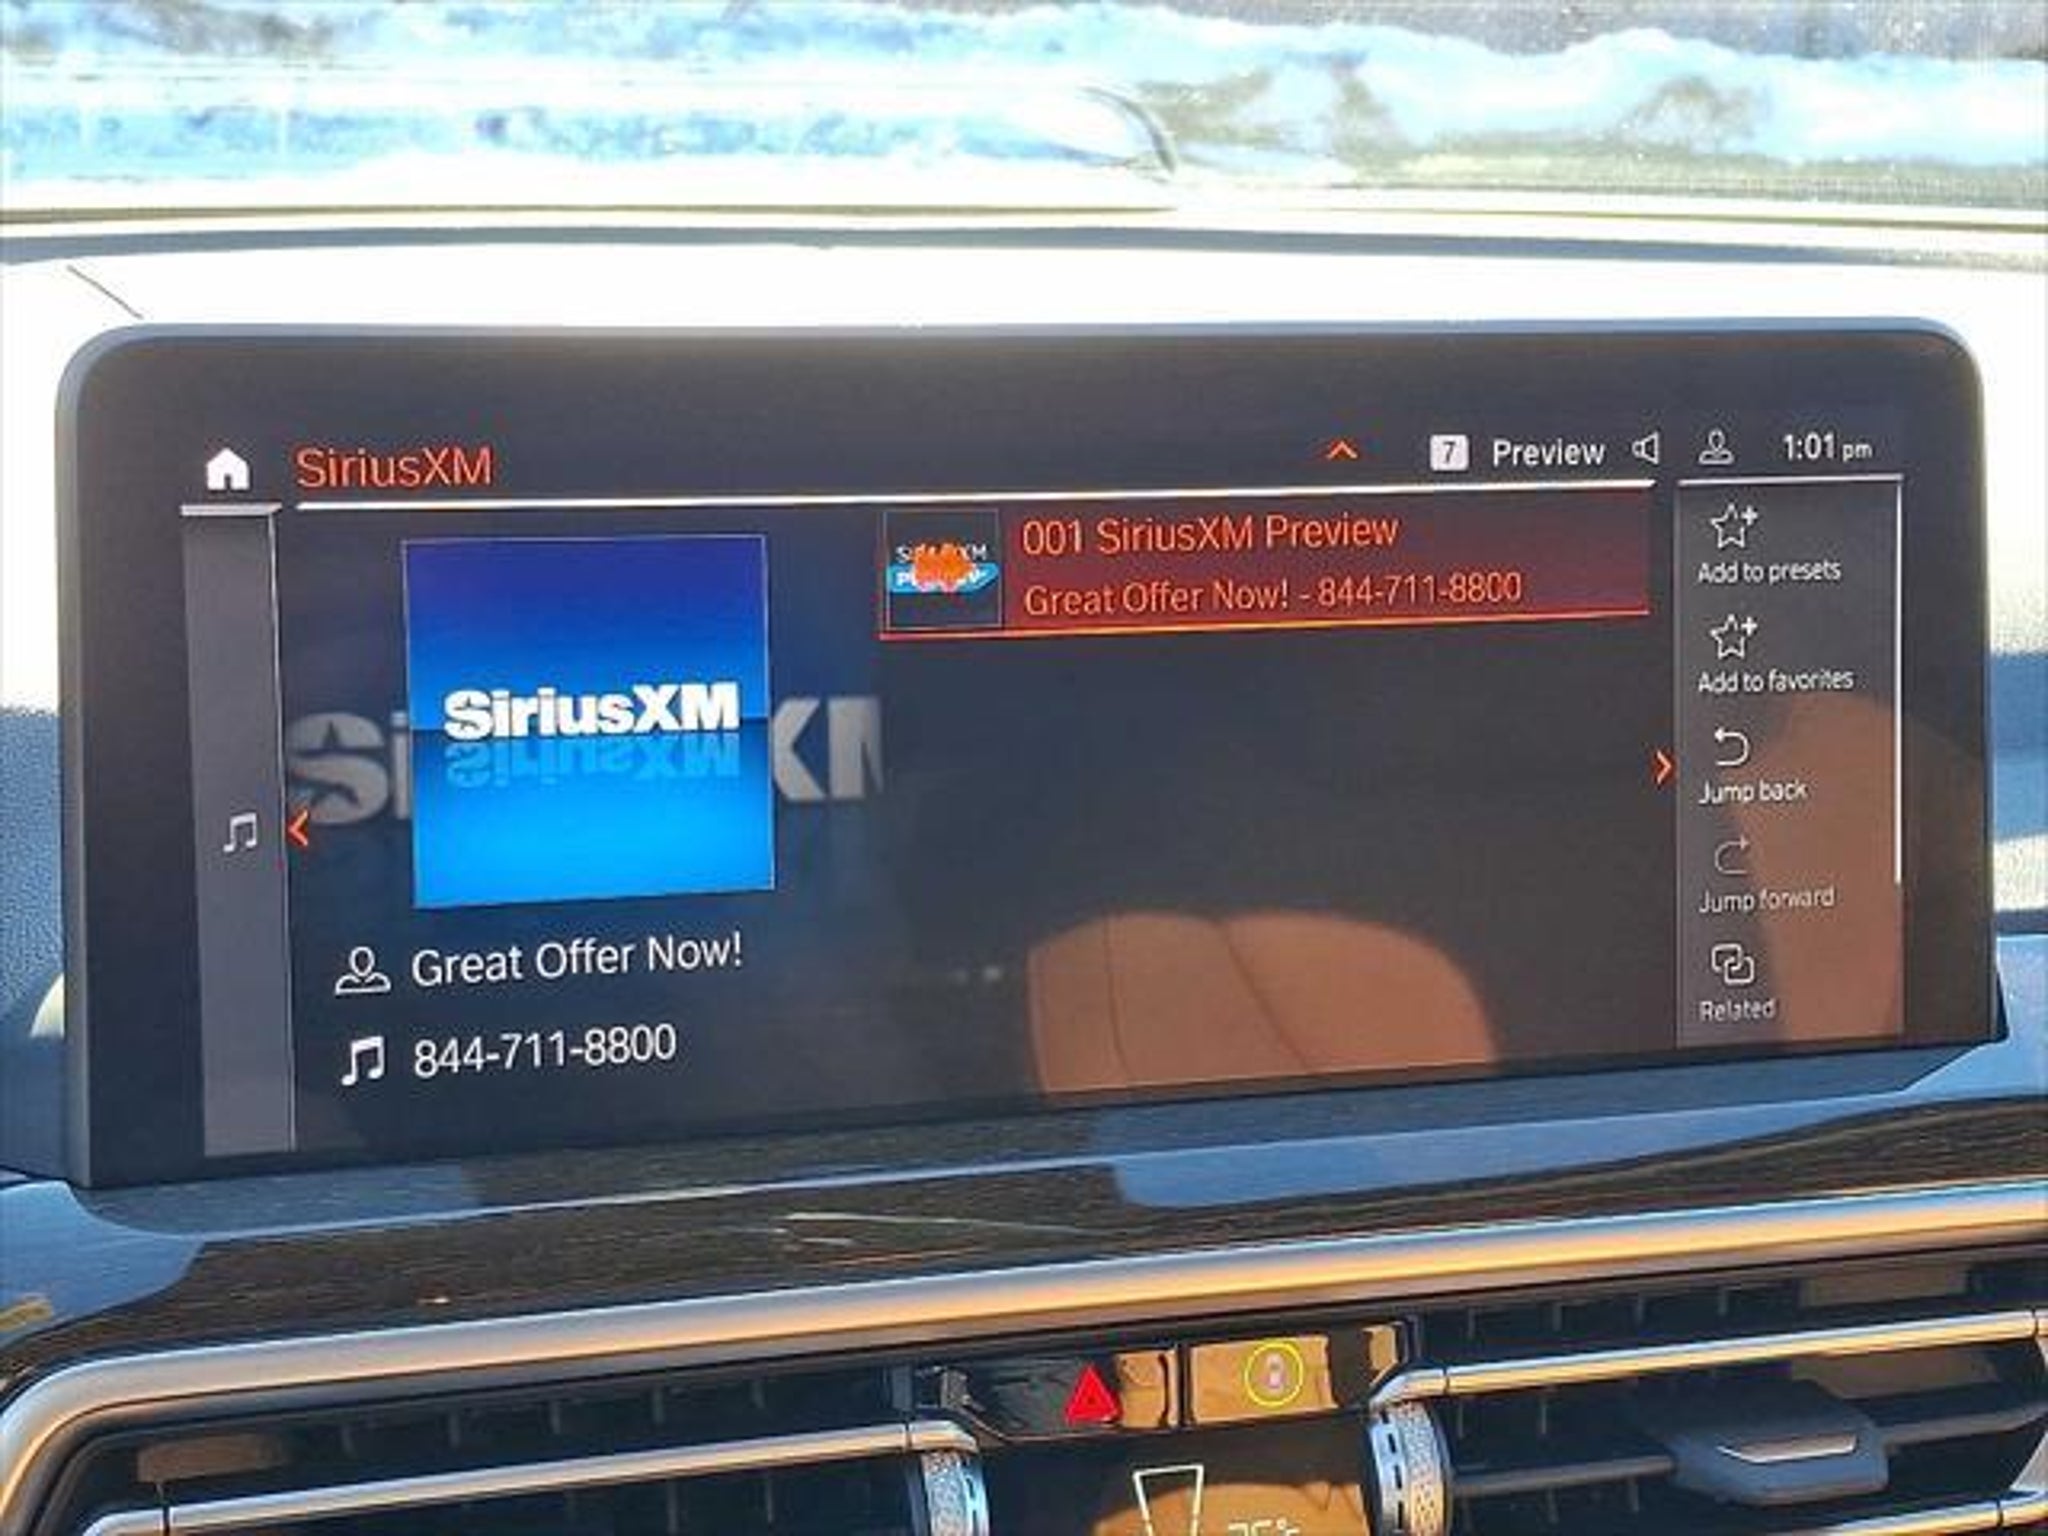 SiriusXM
7 Preview
1:01 pm
SiriusXM
001 SiriusXM Preview
Great Offer Now! - 844-711-8800
Great Offer Now!
844-711-8800
Add to presets
Add to favorites
Jump back
Jump forward
Related